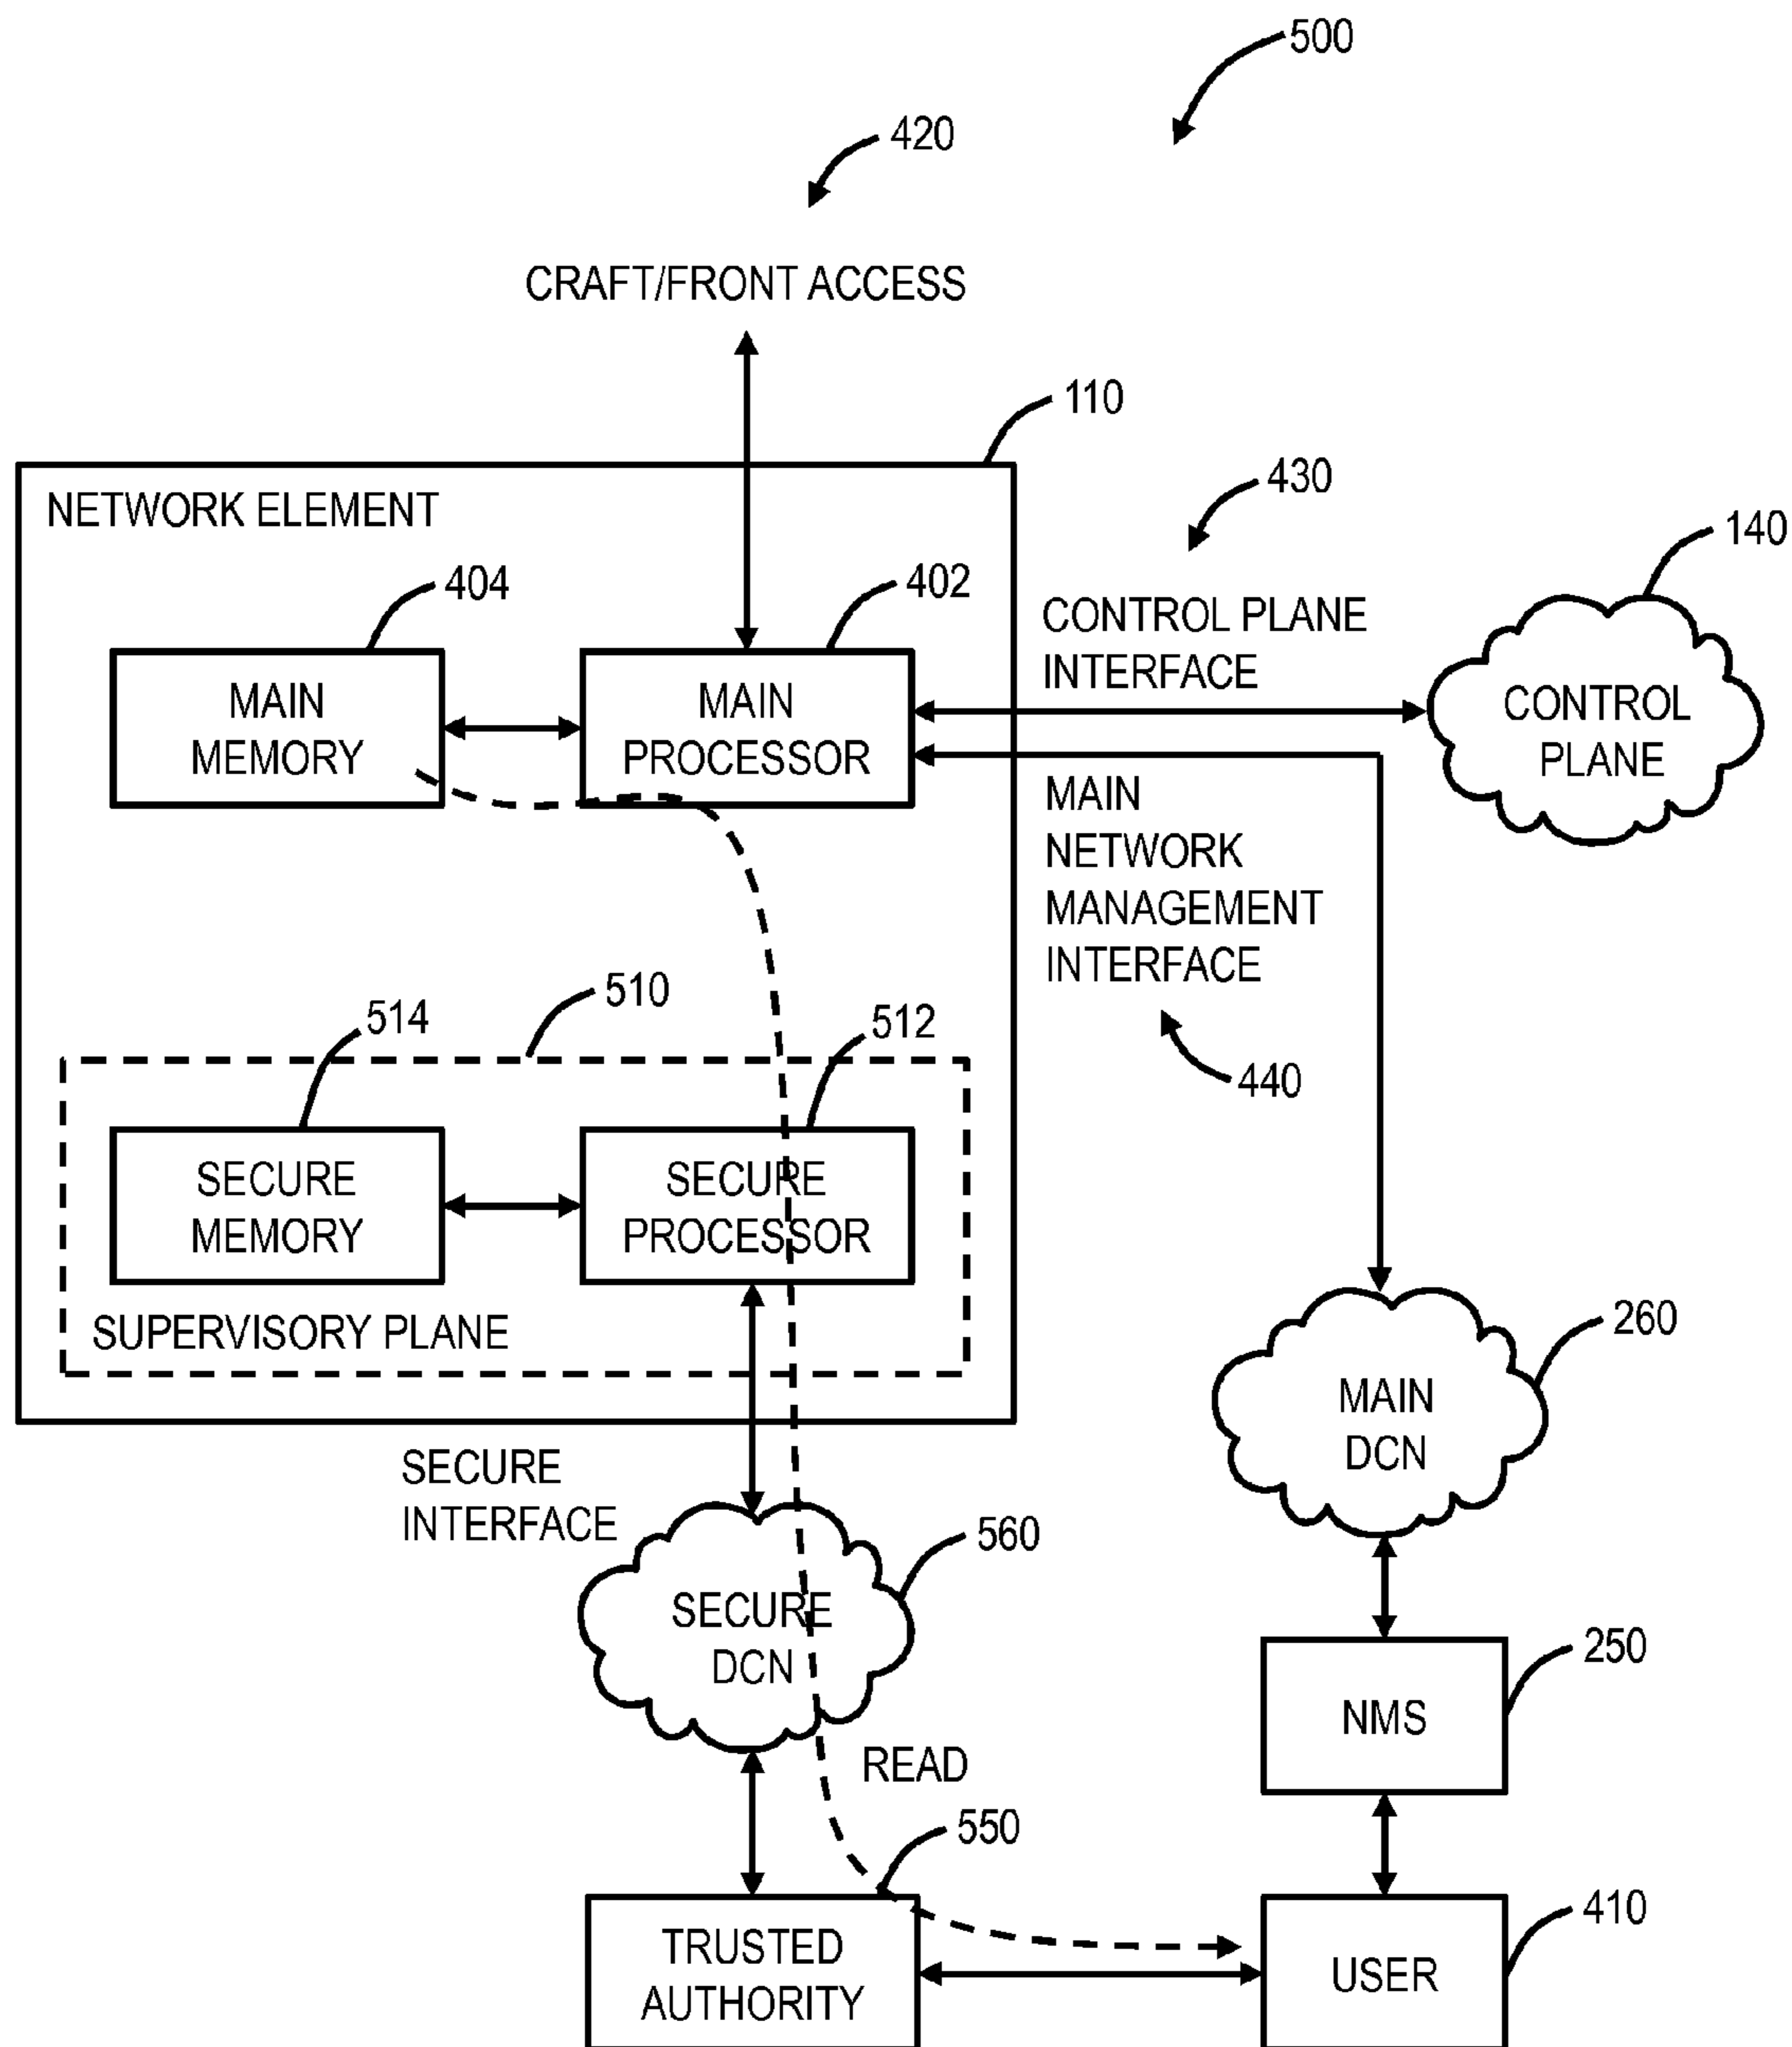 500
420
CRAFT/FRONT ACCESS
110
NETWORK ELEMENT
430
140
404
402
CONTROL PLANE
INTERFACE
MAIN
MEMORY
MAIN
PROCESSOR
CONTROL
PLANE
MAIN
NETWORK
MANAGEMENT
INTERFACE
510
514
512
440
SECURE
MEMORY
SECURE
PROCESSOR
SUPERVISORY PLANE
260
MAIN
DCN
SECURE
INTERFACE
560
SECURE
DCN
250
NMS
READ
550
TRUSTED
AUTHORITY
410
USER